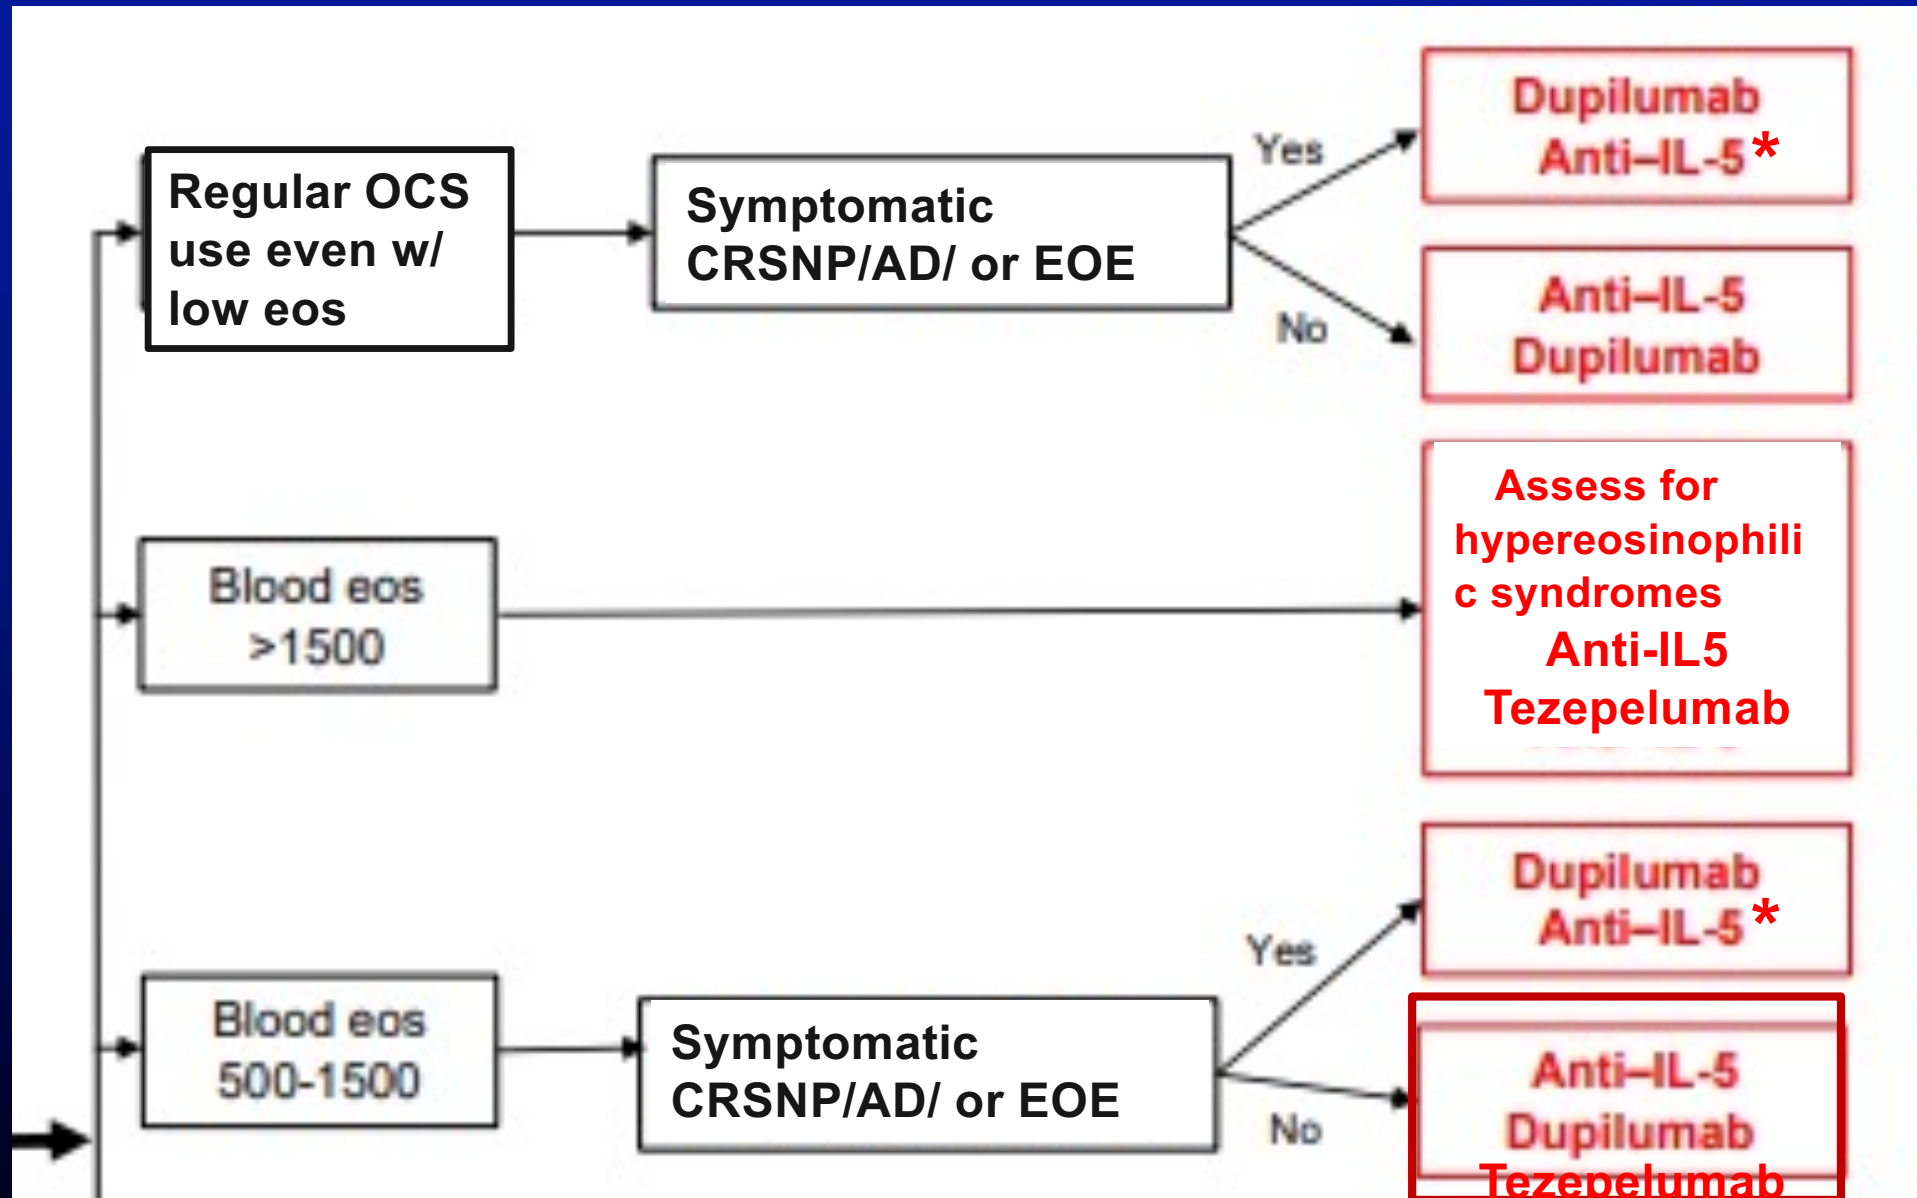 Regular OCS
use even w/
low eos
Symptomatic
CRSNP/AD/ or EOE
Yes
No
Dupilumab
Anti–IL-5*
Anti–IL-5
Dupilumab
Blood eos
>1500
Assess for
hypereosinophili
c syndromes
Anti-IL5
Tezepelumab
Blood eos
500-1500
Symptomatic
CRSNP/AD/ or EOE
Yes
No
Dupilumab
Anti–IL-5*
Anti–IL-5
Dupilumab
Tezepelumab